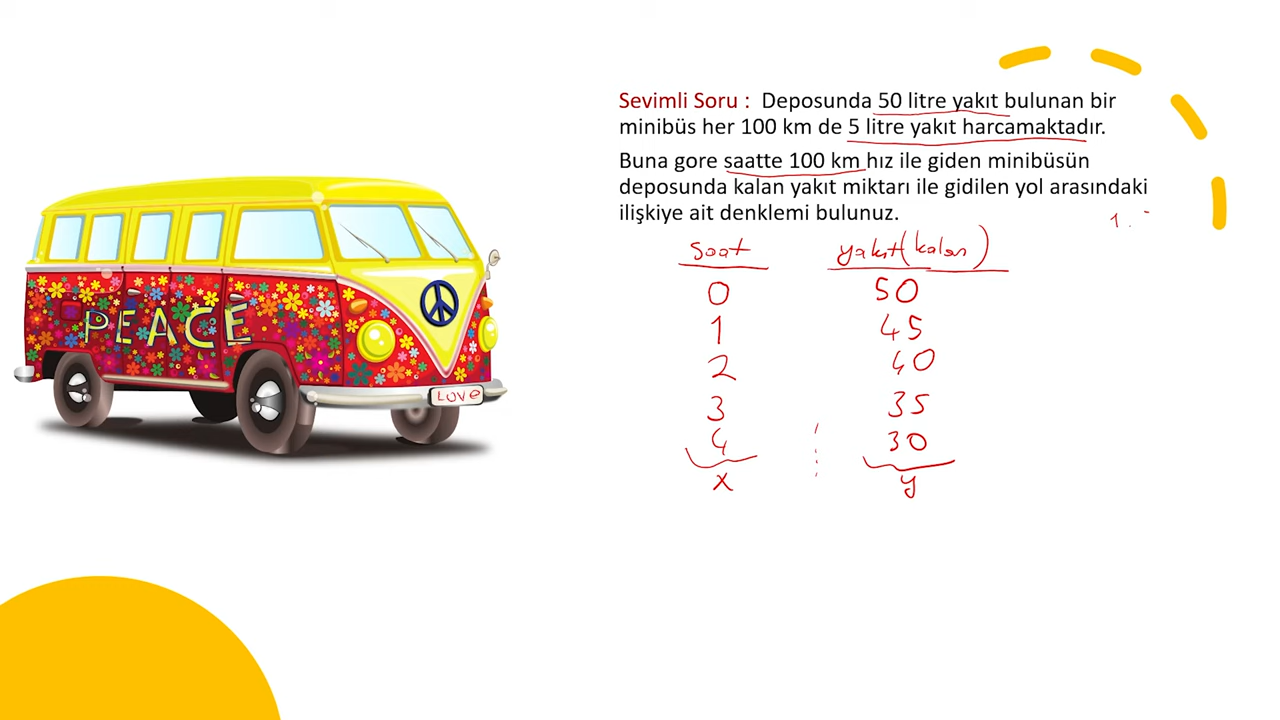 Sevimli Soru : Deposunda 50 litre yakıt bulunan bir
minibüs her 100 km de 5 litre yakıt harcamaktadır.
Buna gore saatte 100 km hız ile giden minibüsün
deposunda kalan yakıt miktarı ile gidilen yol arasındaki
ilişkiye ait denklemi bulunuz.
saat yakıt(kalan)
0 50
1 45
2 40
3 35
4 30
x y
PEACE
LOVE